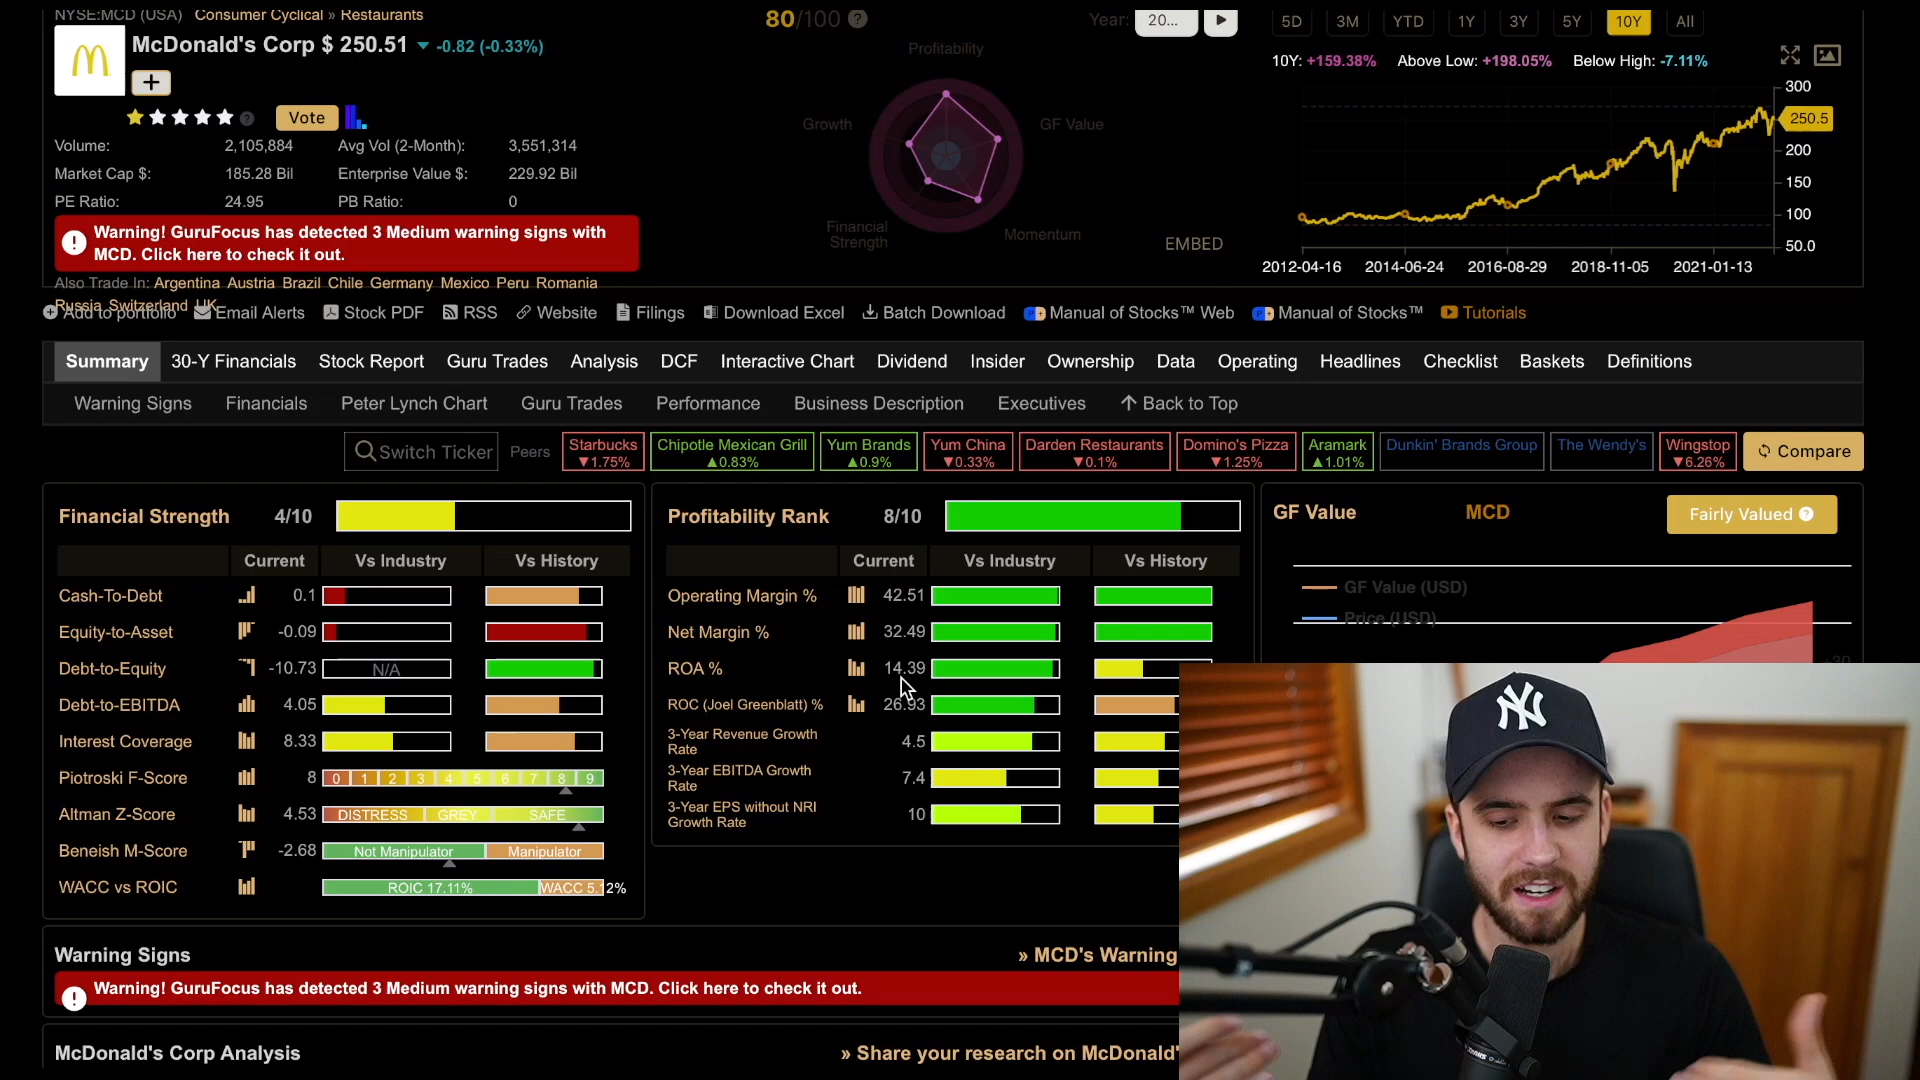 NYSE:MCD (USA) Consumer Cyclical » Restaurants
McDonald's Corp $ 250.51 ▼ -0.82 (-0.33%)
+
Vote
Volume: 2,105,884 Avg Vol (2-Month): 3,551,314
Market Cap $: 185.28 Bil Enterprise Value $: 229.92 Bil
PE Ratio: 24.95 PB Ratio: 0
Warning! GuruFocus has detected 3 Medium warning signs with
MCD. Click here to check it out.
Also Trade In: Argentina Austria Brazil Chile Germany Mexico Peru Romania
Russia Switzerland UK
80/100 ?
Year: 20...
Profitability
Growth
GF Value
Financial
Strength
Momentum
EMBED
5D 3M YTD 1Y 3Y 5Y 10Y All
10Y: +159.38% Above Low: +198.05% Below High: -7.11%
300
250.5
200
150
100
50.0
2012-04-16 2014-06-24 2016-08-29 2018-11-05 2021-01-13
Add to portfolio Email Alerts Stock PDF RSS Website Filings Download Excel Batch Download Manual of Stocks™ Web Manual of Stocks™ Tutorials
Summary 30-Y Financials Stock Report Guru Trades Analysis DCF Interactive Chart Dividend Insider Ownership Data Operating Headlines Checklist Baskets Definitions
Warning Signs Financials Peter Lynch Chart Guru Trades Performance Business Description Executives ↑ Back to Top
Switch Ticker Peers
Starbucks
▼1.75%
Chipotle Mexican Grill
▲0.83%
Yum Brands
▲0.9%
Yum China
▼0.33%
Darden Restaurants
▼0.1%
Domino's Pizza
▼1.25%
Aramark
▲1.01%
Dunkin' Brands Group
The Wendy's
Wingstop
▼6.26%
Compare
Financial Strength 4/10
Current Vs Industry Vs History
Cash-To-Debt 0.1
Equity-to-Asset -0.09
Debt-to-Equity -10.73 N/A
Debt-to-EBITDA 4.05
Interest Coverage 8.33
Piotroski F-Score 8 0 1 2 3 4 5 6 7 8 9
Altman Z-Score 4.53 DISTRESS GREY SAFE
Beneish M-Score -2.68 Not Manipulator Manipulator
WACC vs ROIC ROIC 17.11% WACC 5.12%
Profitability Rank 8/10
Current Vs Industry Vs History
Operating Margin % 42.51
Net Margin % 32.49
ROA % 14.39
ROC (Joel Greenblatt) % 26.93
3-Year Revenue Growth
Rate 4.5
3-Year EBITDA Growth
Rate 7.4
3-Year EPS without NRI
Growth Rate 10
GF Value MCD Fairly Valued ?
GF Value (USD)
Price (USD)
Warning Signs » MCD's Warning
Warning! GuruFocus has detected 3 Medium warning signs with MCD. Click here to check it out.
McDonald's Corp Analysis » Share your research on McDonald'
NY